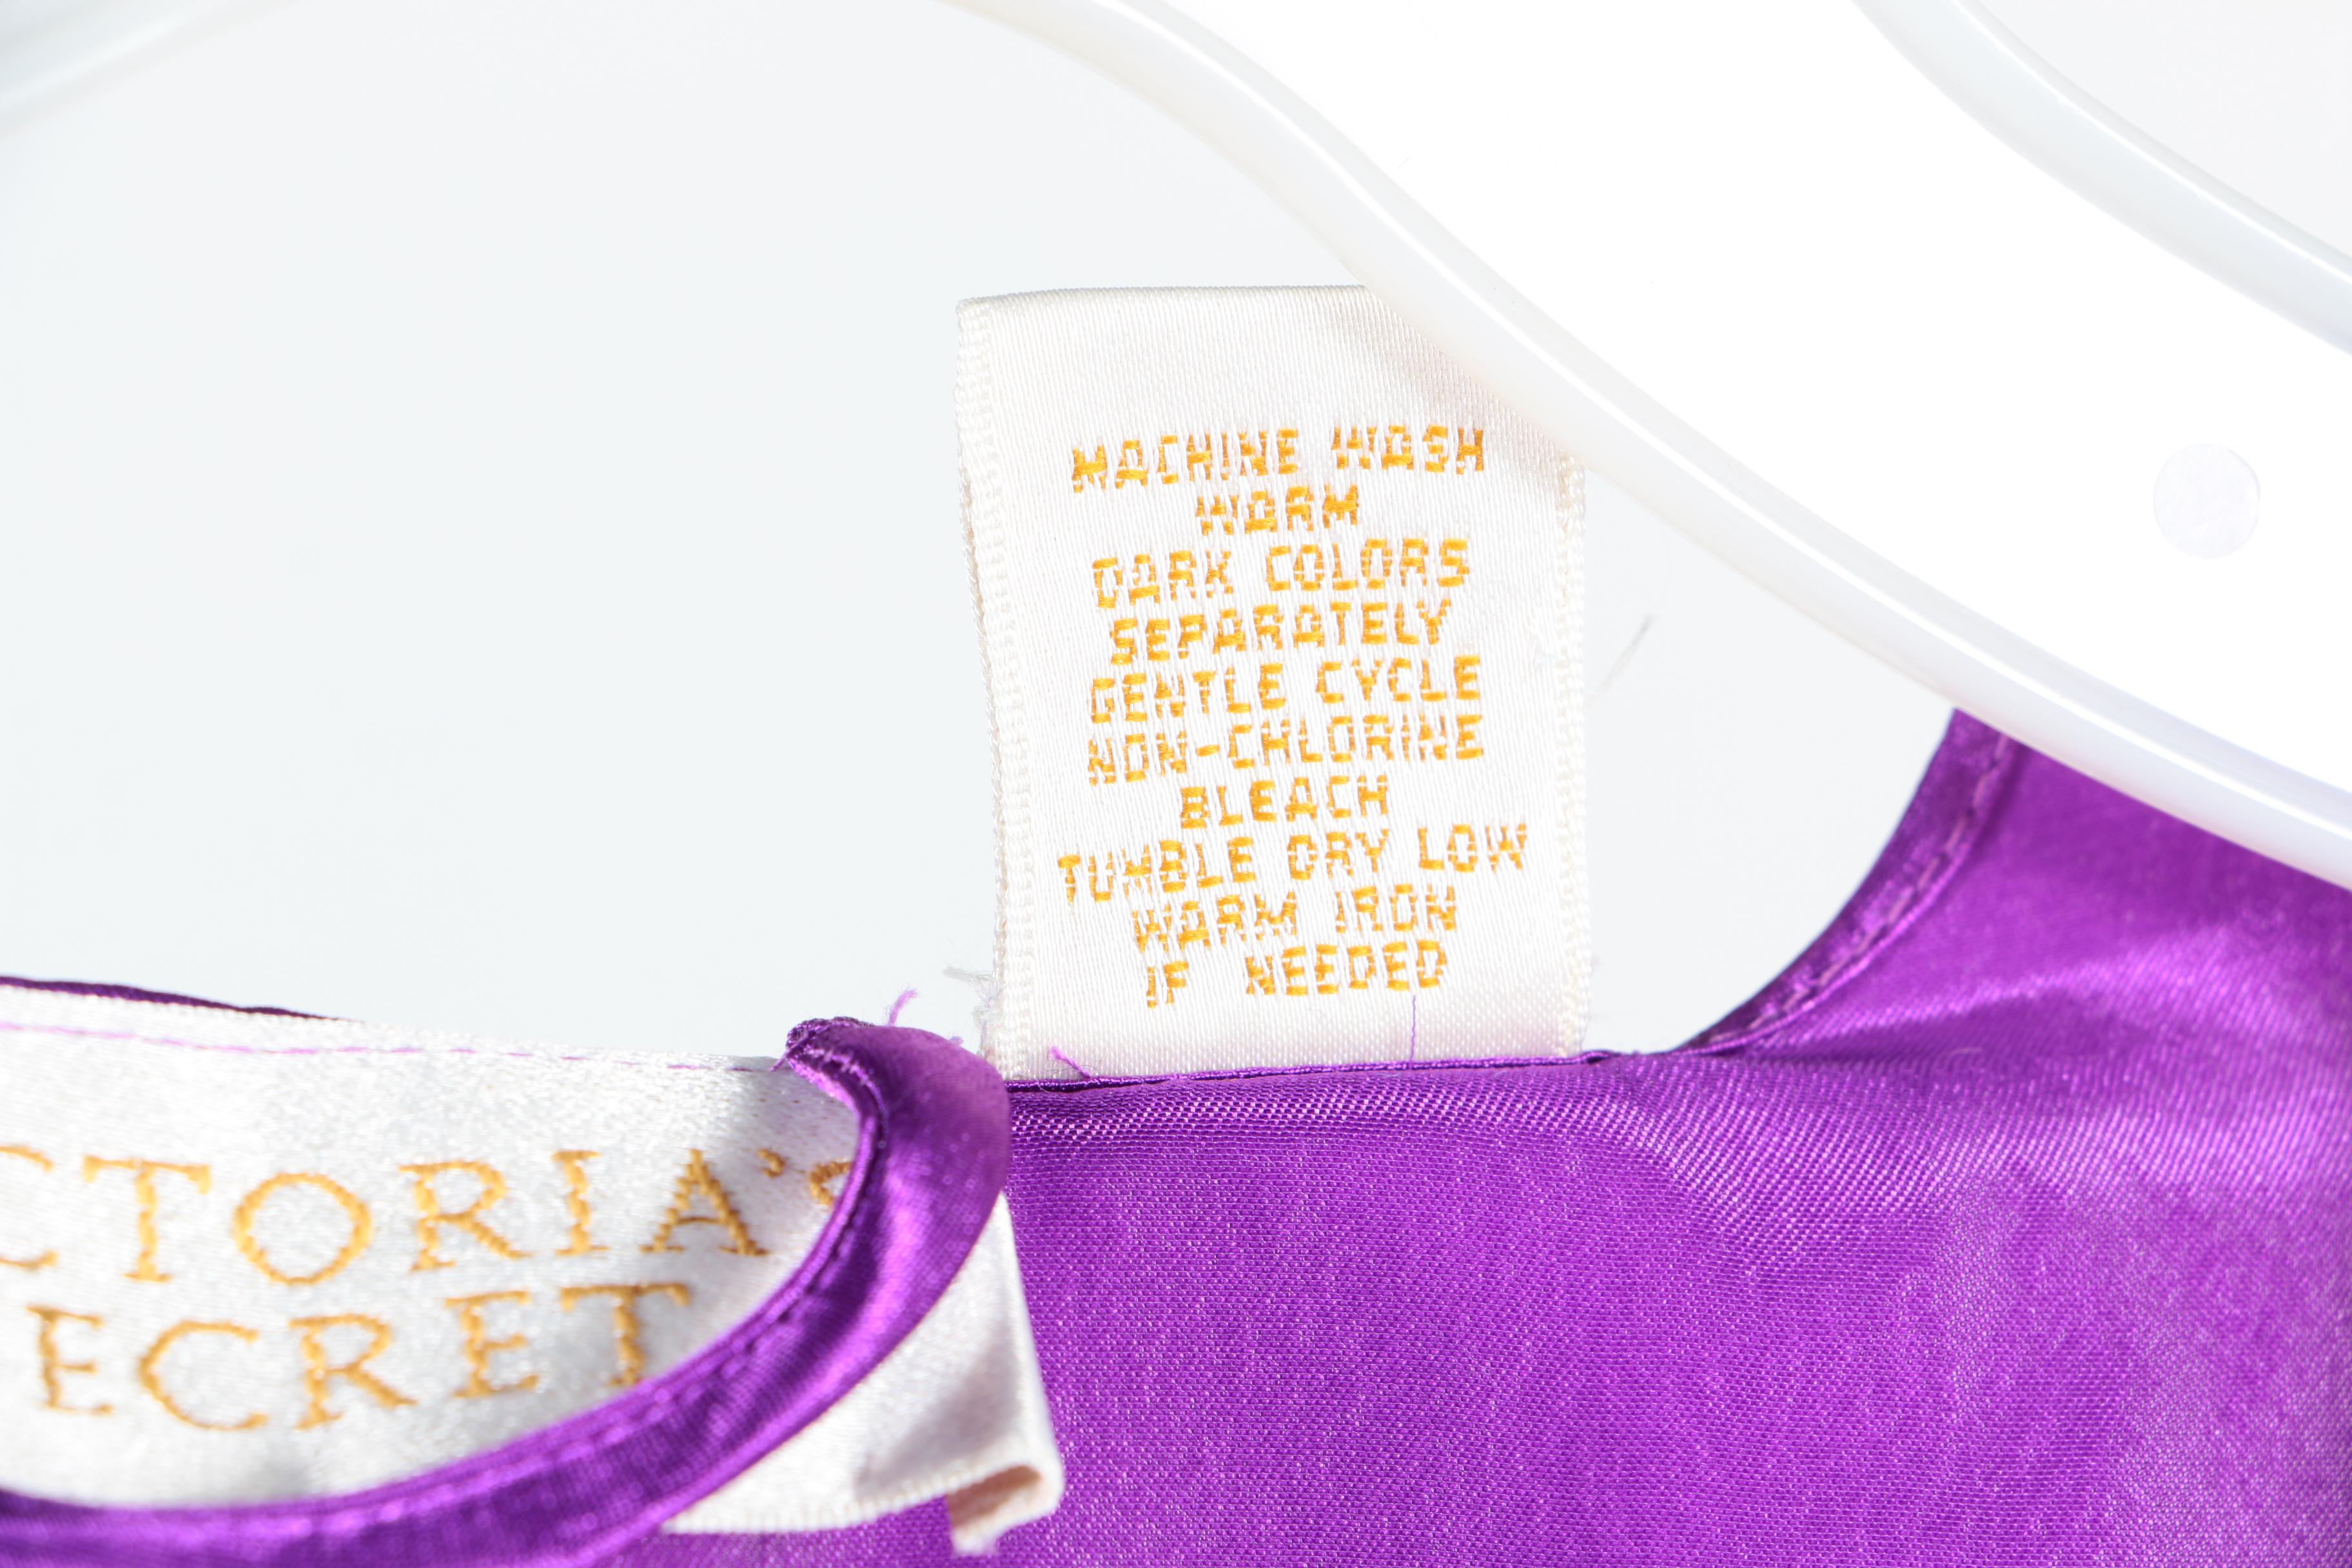 MACHINE WASH
WARM
DARK COLORS
SEPARATELY
GENTLE CYCLE
NON-CHLORINE
BLEACH
TUMBLE DRY LOW
WARM IRON
IF NEEDED
CTORIA's
ECRET